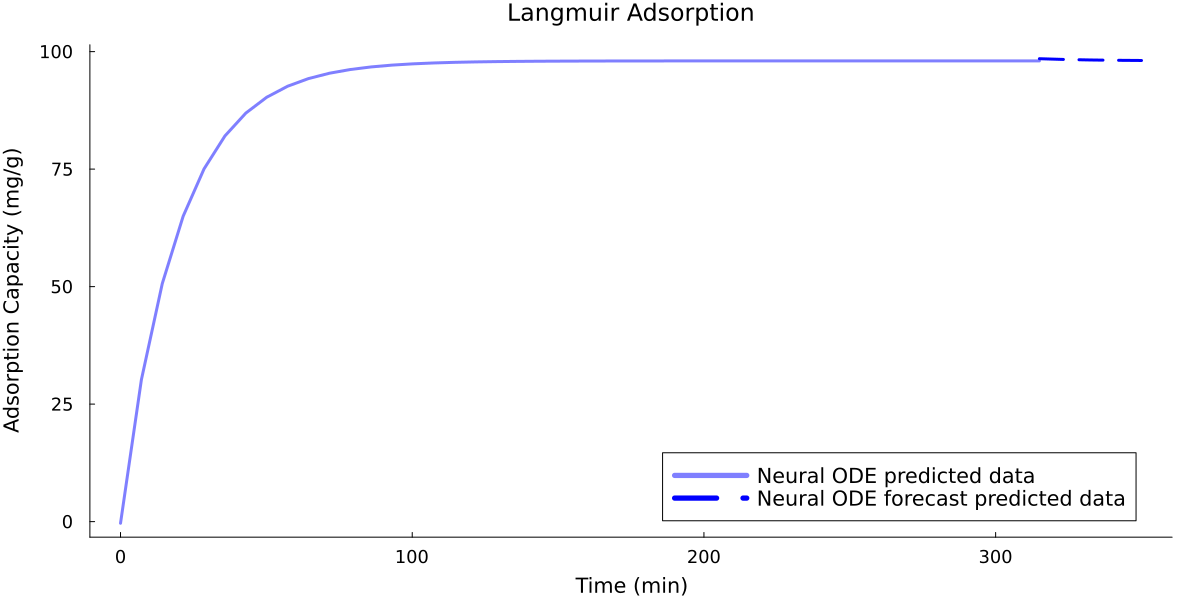 Langmuir Adsorption
Adsorption Capacity (mg/g)
100
75
50
25
0
0 100 200 300
Time (min)
Neural ODE predicted data
Neural ODE forecast predicted data